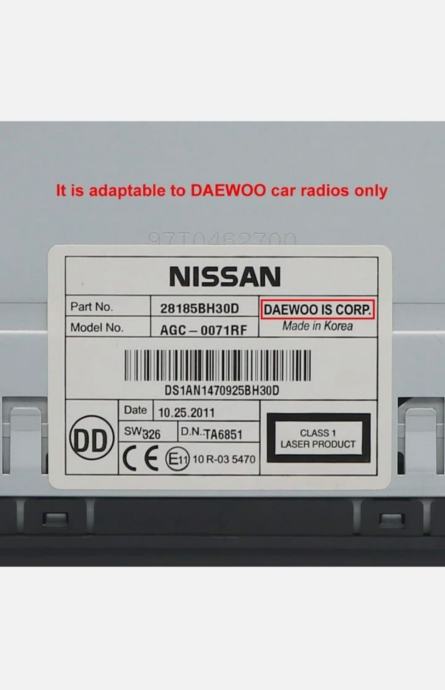 It is adaptable to DAEWOO car radios only
97T0462700
NISSAN
Part No. 28185BH30D DAEWOO IS CORP.
Model No. AGC-0071RF Made in Korea
DS1AN1470925BH30D
DD
Date 10.25.2011
SW326 D.N.-TA6851
CE E11 10 R-03 5470
CLASS 1
LASER PRODUCT